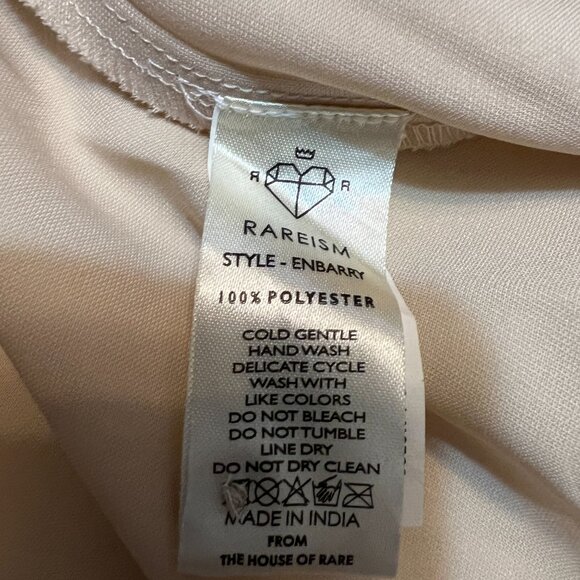 R R
RAREISM
STYLE - ENBARRY
100% POLYESTER
COLD GENTLE
HAND WASH
DELICATE CYCLE
WASH WITH
LIKE COLORS
DO NOT BLEACH
DO NOT TUMBLE
LINE DRY
DO NOT DRY CLEAN
MADE IN INDIA
FROM
THE HOUSE OF RARE